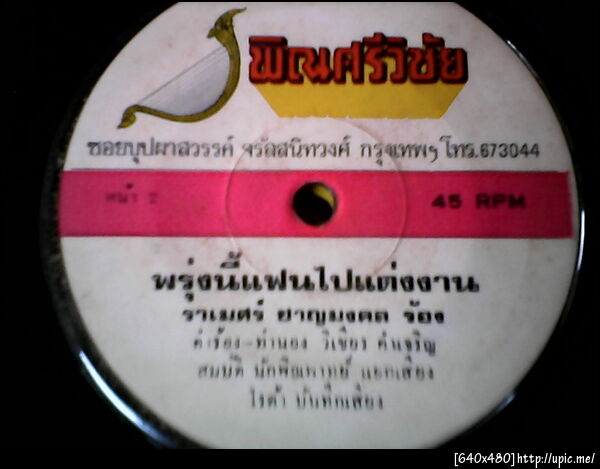 พิณศรีวิชัย
ซอยบุปผาสวรรค์ จรัลสนิทวงศ์ กรุงเทพฯ โทร.673044
หน้า 2 45 RPM
พรุ่งนี้แฟนไปแต่งงาน
ราเมศร์ ชาญมงคล ร้อง
คำร้อง-ทำนอง วิเชียร คำเจริญ
สมบัติ นักพิณพาทย์ แยกเสียง
ไรต้า บันทึกเสียง
[640x480]http://upic.me/